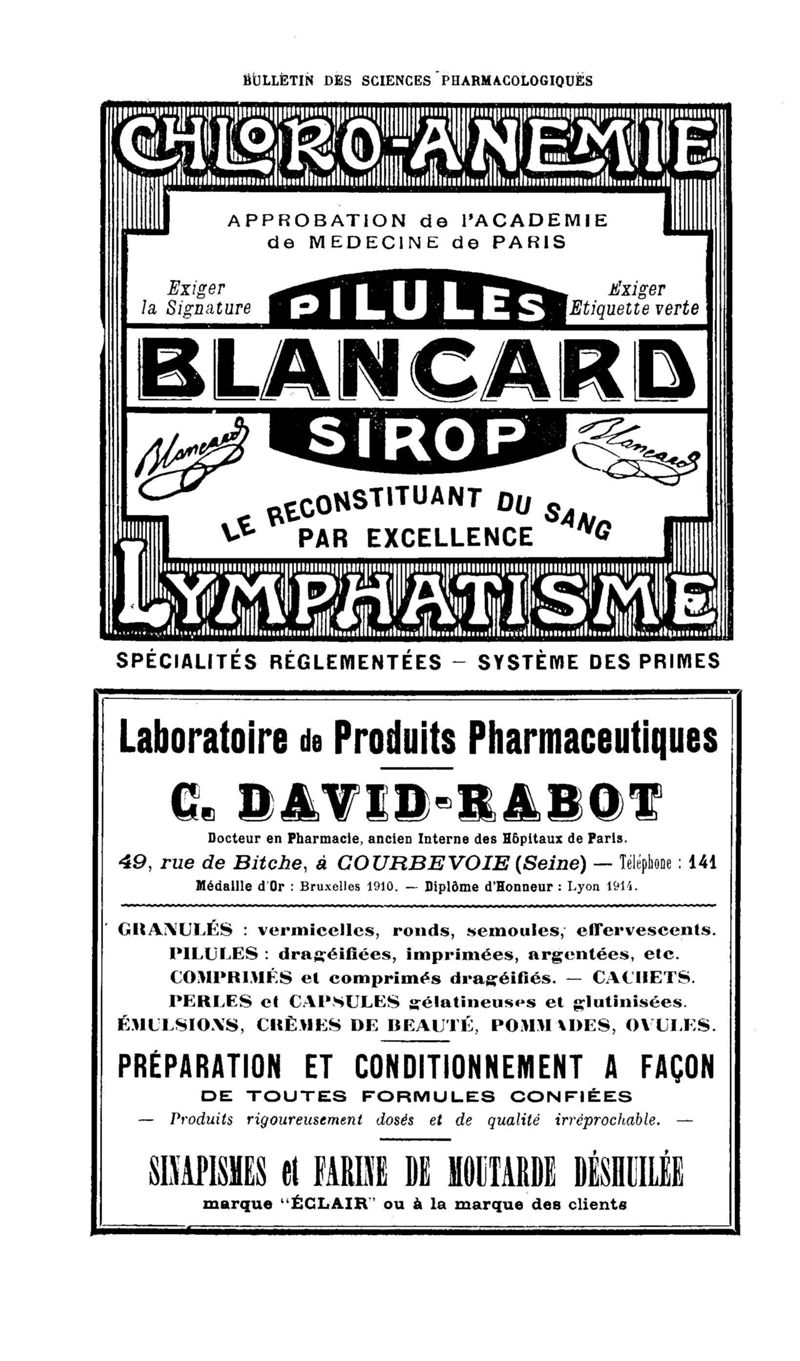 BULLETIN DES SCIENCES PHARMACOLOGIQUES
CHLORO-ANEMIE
APPROBATION de l'ACADEMIE
de MEDECINE de PARIS
Exiger
la Signature
Exiger
Etiquette verte
PILULES
BLANCARD
SIROP
Blancard
Blancard
LE RECONSTITUANT DU SANG
PAR EXCELLENCE
LYMPHATISME
SPÉCIALITÉS RÉGLEMENTÉES – SYSTÈME DES PRIMES
Laboratoire de Produits Pharmaceutiques
C. DAVID-RABOT
Docteur en Pharmacie, ancien Interne des Hôpitaux de Paris.
49, rue de Bitche, à COURBEVOIE (Seine) — Téléphone : 141
Médaille d'Or : Bruxelles 1910. — Diplôme d'Honneur : Lyon 1914.
GRANULÉS : vermicelles, ronds, semoules, effervescents.
PILULES : dragéifiées, imprimées, argentées, etc.
COMPRIMÉS et comprimés dragéifiés. — CACHETS.
PERLES et CAPSULES gélatineuses et glutinisées.
ÉMULSIONS, CRÈMES DE BEAUTÉ, POMMADES, OVULES.
PRÉPARATION ET CONDITIONNEMENT A FAÇON
DE TOUTES FORMULES CONFIÉES
— Produits rigoureusement dosés et de qualité irréprochable. —
SINAPISMES et FARINE DE MOUTARDE DÉSHUILÉE
marque "ÉCLAIR" ou à la marque des clients